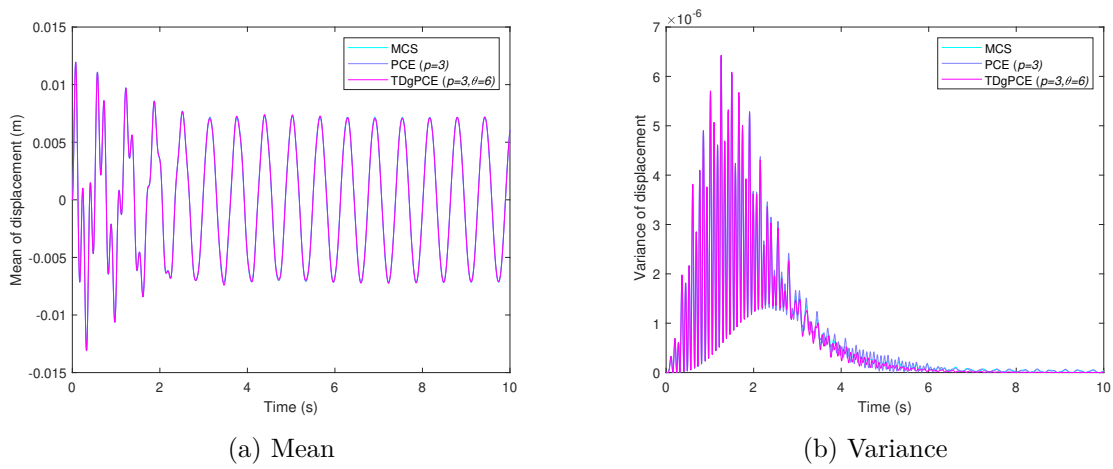 0.015
0.01
0.005
0
-0.005
-0.01
-0.015
Mean of displacement (m)
0 2 4 6 8 10
Time (s)
MCS
PCE (p=3)
TDgPCE (p=3,θ=6)
(a) Mean
×10⁻⁶
7
6
5
4
3
2
1
0
Variance of displacement
0 2 4 6 8 10
Time (s)
MCS
PCE (p=3)
TDgPCE (p=3,θ=6)
(b) Variance